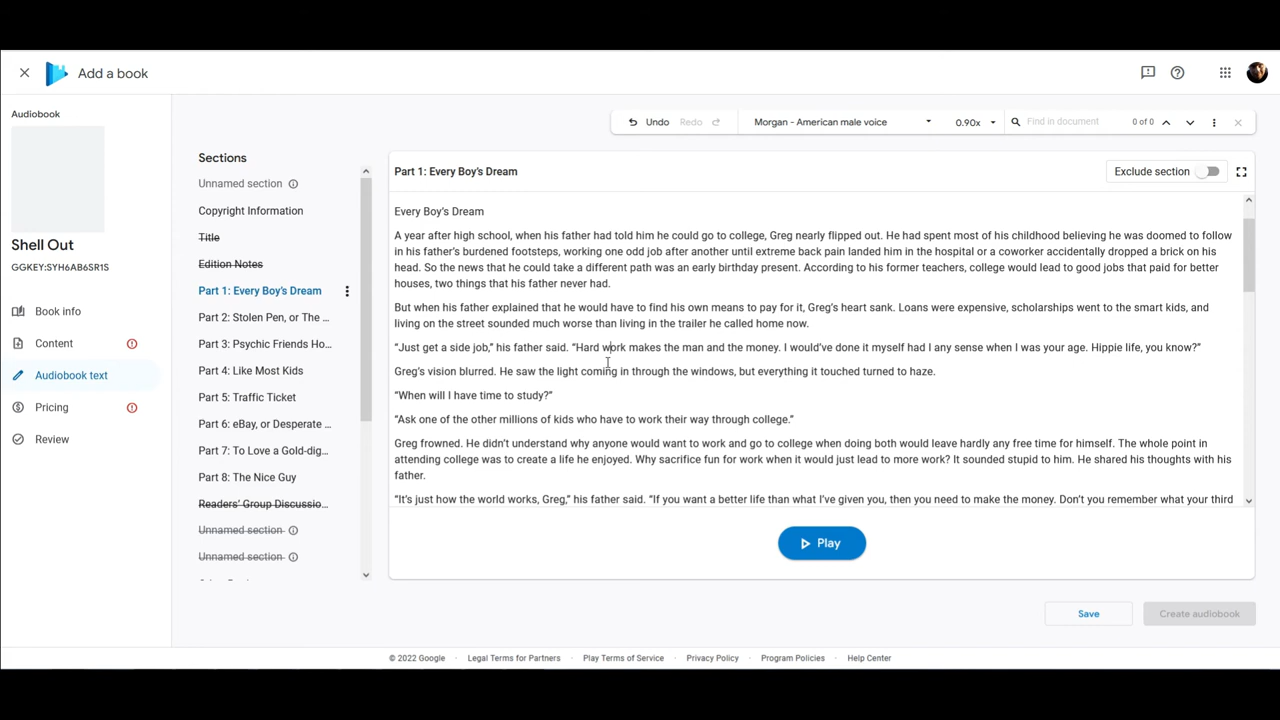 Add a book
Audiobook
Shell Out
GGKEY:SYH6AB6SR1S
Book info
Content
Audiobook text
Pricing
Review
Sections
Unnamed section
Copyright Information
Title
Edition Notes
Part 1: Every Boy's Dream
Part 2: Stolen Pen, or The ...
Part 3: Psychic Friends Ho...
Part 4: Like Most Kids
Part 5: Traffic Ticket
Part 6: eBay, or Desperate ...
Part 7: To Love a Gold-dig...
Part 8: The Nice Guy
Readers' Group Discussio...
Unnamed section
Unnamed section
Undo
Redo
Morgan - American male voice
0.90x
Find in document
0 of 0
Part 1: Every Boy's Dream
Exclude section
Every Boy's Dream
A year after high school, when his father had told him he could go to college, Greg nearly flipped out. He had spent most of his childhood believing he was doomed to follow
in his father's burdened footsteps, working one odd job after another until extreme back pain landed him in the hospital or a coworker accidentally dropped a brick on his
head. So the news that he could take a different path was an early birthday present. According to his former teachers, college would lead to good jobs that paid for better
houses, two things that his father never had.
But when his father explained that he would have to find his own means to pay for it, Greg's heart sank. Loans were expensive, scholarships went to the smart kids, and
living on the street sounded much worse than living in the trailer he called home now.
“Just get a side job,” his father said. “Hard work makes the man and the money. I would've done it myself had I any sense when I was your age. Hippie life, you know?”
Greg's vision blurred. He saw the light coming in through the windows, but everything it touched turned to haze.
“When will I have time to study?”
“Ask one of the other millions of kids who have to work their way through college.”
Greg frowned. He didn't understand why anyone would want to work and go to college when doing both would leave hardly any free time for himself. The whole point in
attending college was to create a life he enjoyed. Why sacrifice fun for work when it would just lead to more work? It sounded stupid to him. He shared his thoughts with his
father.
“It's just how the world works, Greg,” his father said. “If you want a better life than what I've given you, then you need to make the money. Don't you remember what your third
Play
Save
Create audiobook
© 2022 Google · Legal Terms for Partners · Play Terms of Service · Privacy Policy · Program Policies · Help Center